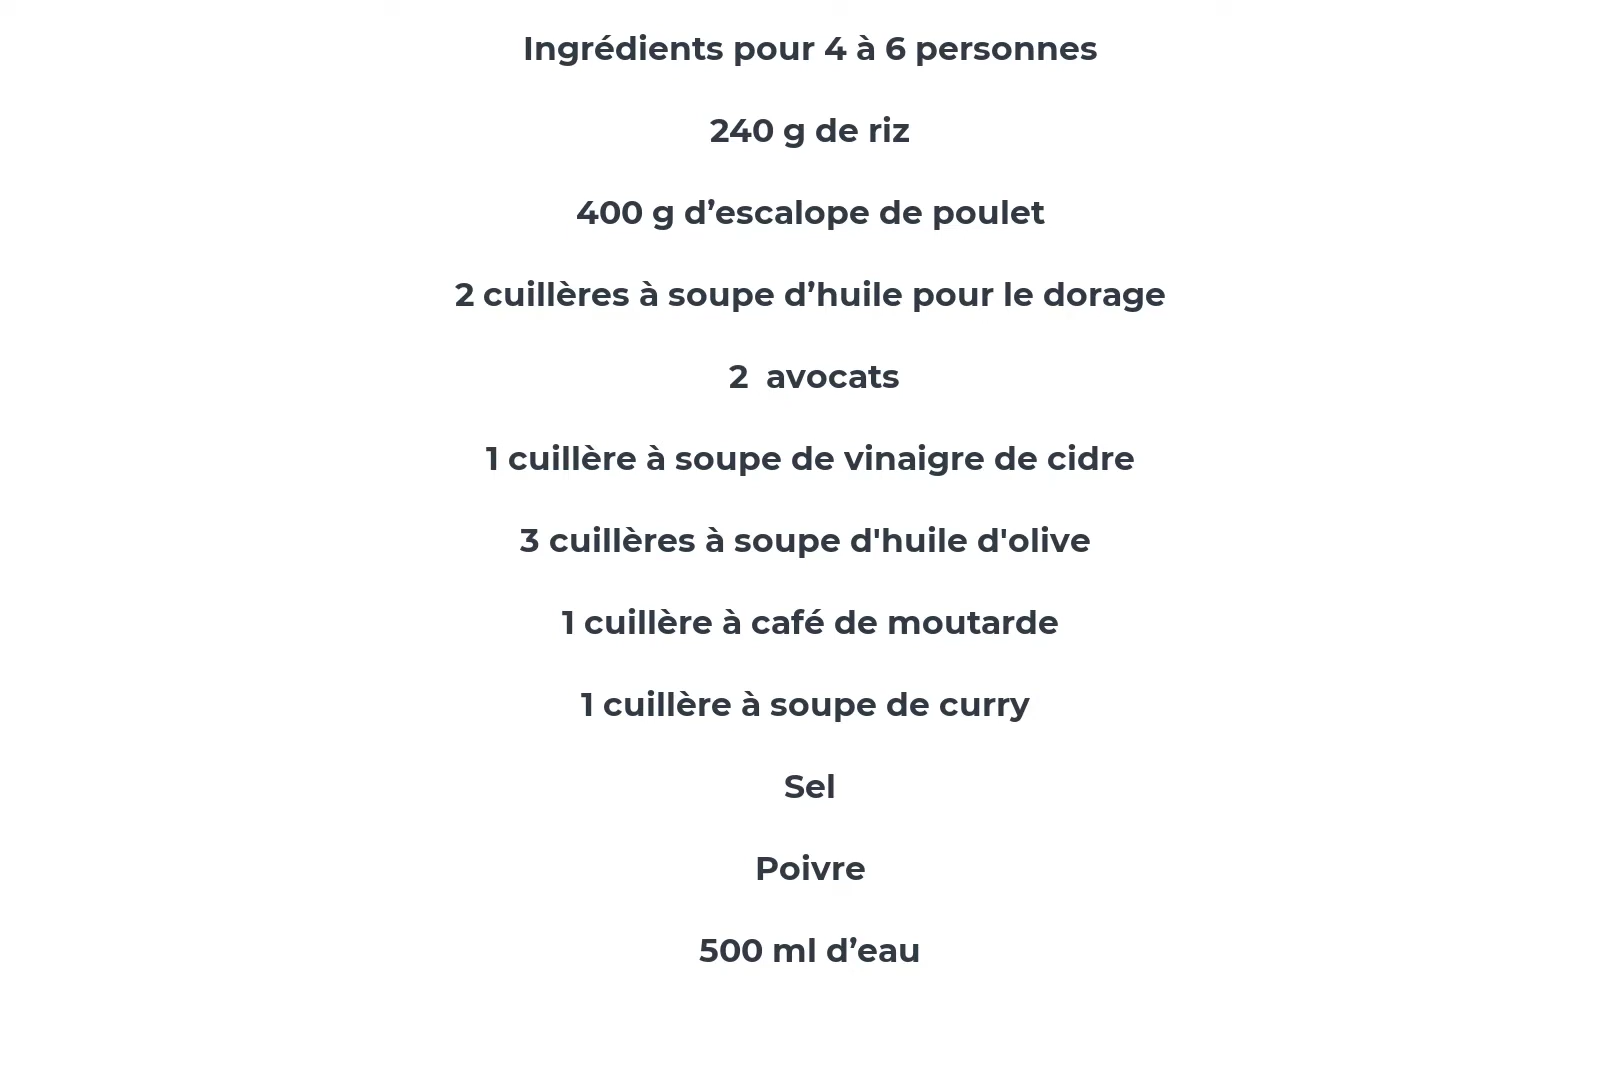 Ingrédients pour 4 à 6 personnes
240 g de riz
400 g d’escalope de poulet
2 cuillères à soupe d’huile pour le dorage
2  avocats
1 cuillère à soupe de vinaigre de cidre
3 cuillères à soupe d'huile d'olive
1 cuillère à café de moutarde
1 cuillère à soupe de curry
Sel
Poivre
500 ml d’eau